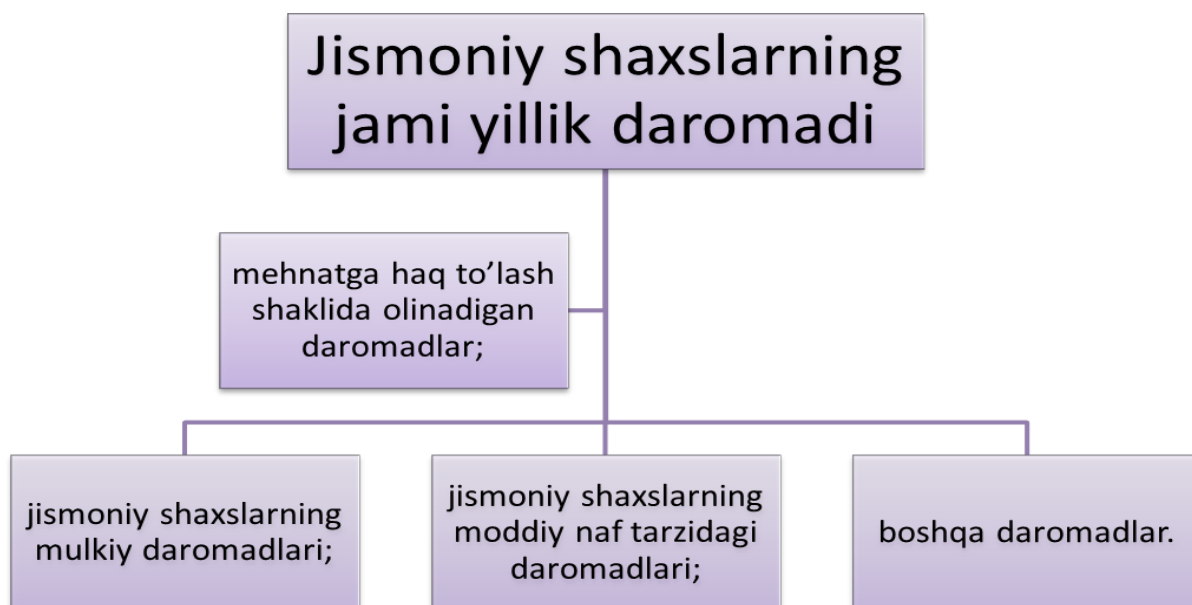 Jismoniy shaxslarning
jami yillik daromadi
mehnatga haq to’lash
shaklida olinadigan
daromadlar;
jismoniy shaxslarning
mulkiy daromadlari;
jismoniy shaxslarning
moddiy naf tarzidagi
daromadlari;
boshqa daromadlar.